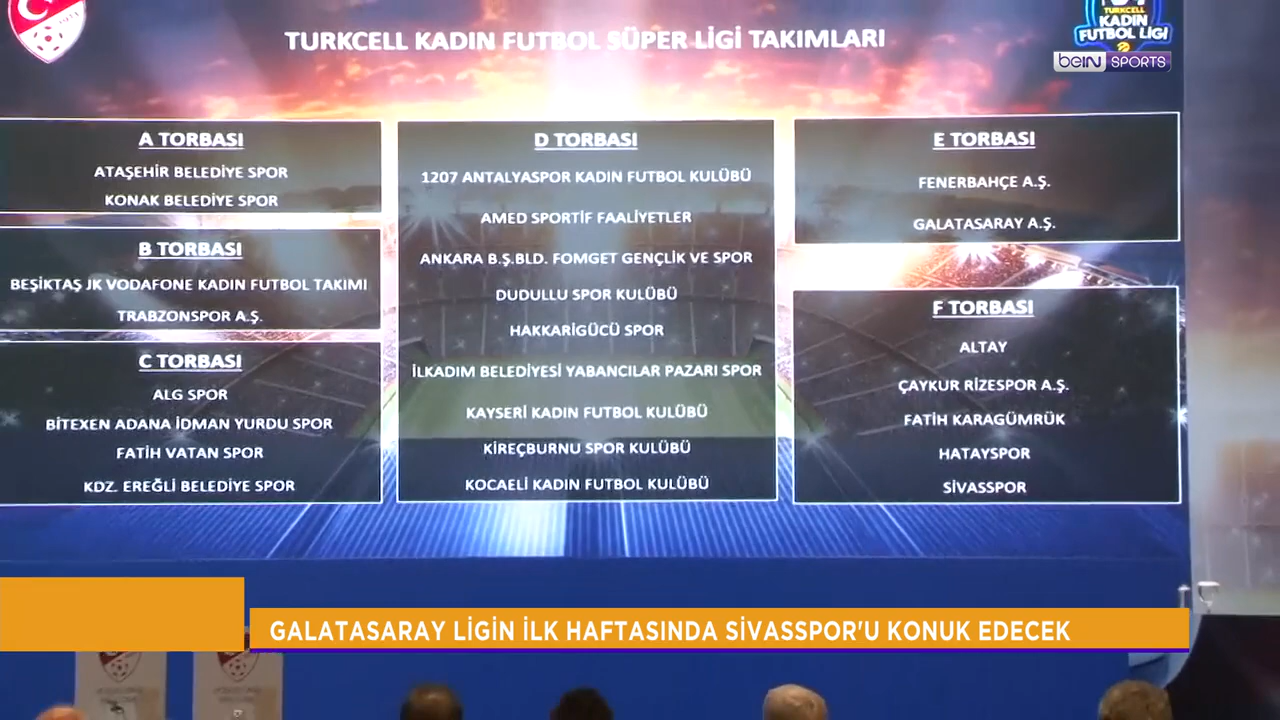 TURKCELL KADIN FUTBOL SÜPER LİGİ TAKIMLARI
TURKCELL
KADIN
FUTBOL LİGİ
beIN SPORTS
A TORBASI
ATAŞEHİR BELEDİYE SPOR
KONAK BELEDİYE SPOR
B TORBASI
BEŞİKTAŞ JK VODAFONE KADIN FUTBOL TAKIMI
TRABZONSPOR A.Ş.
C TORBASI
ALG SPOR
BİTEXEN ADANA İDMAN YURDU SPOR
FATİH VATAN SPOR
KDZ. EREĞLİ BELEDİYE SPOR
D TORBASI
1207 ANTALYASPOR KADIN FUTBOL KULÜBÜ
AMED SPORTİF FAALİYETLER
ANKARA B.Ş.BLD. FOMGET GENÇLİK VE SPOR
DUDULLU SPOR KULÜBÜ
HAKKARİGÜCÜ SPOR
İLKADIM BELEDİYESİ YABANCILAR PAZARI SPOR
KAYSERİ KADIN FUTBOL KULÜBÜ
KİREÇBURNU SPOR KULÜBÜ
KOCAELİ KADIN FUTBOL KULÜBÜ
E TORBASI
FENERBAHÇE A.Ş.
GALATASARAY A.Ş.
F TORBASI
ALTAY
ÇAYKUR RİZESPOR A.Ş.
FATİH KARAGÜMRÜK
HATAYSPOR
SİVASSPOR
GALATASARAY LİGİN İLK HAFTASINDA SİVASSPOR'U KONUK EDECEK